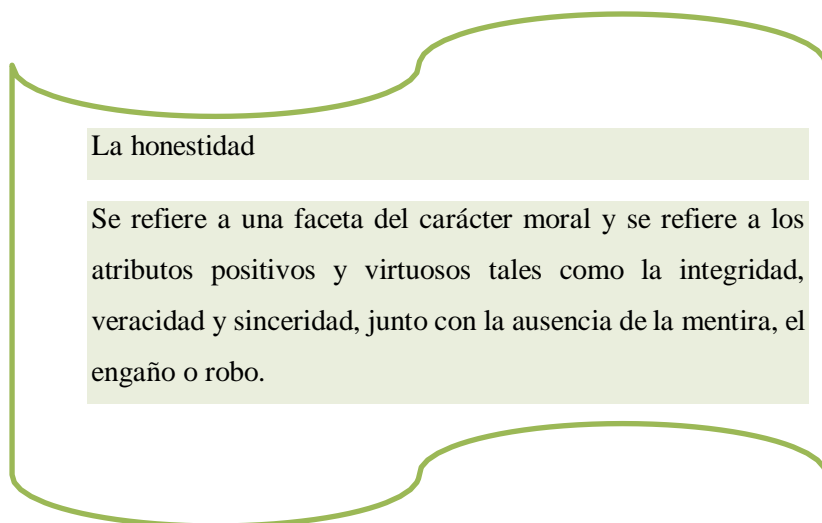 La honestidad
Se refiere a una faceta del carácter moral y se refiere a los
atributos positivos y virtuosos tales como la integridad,
veracidad y sinceridad, junto con la ausencia de la mentira, el
engaño o robo.